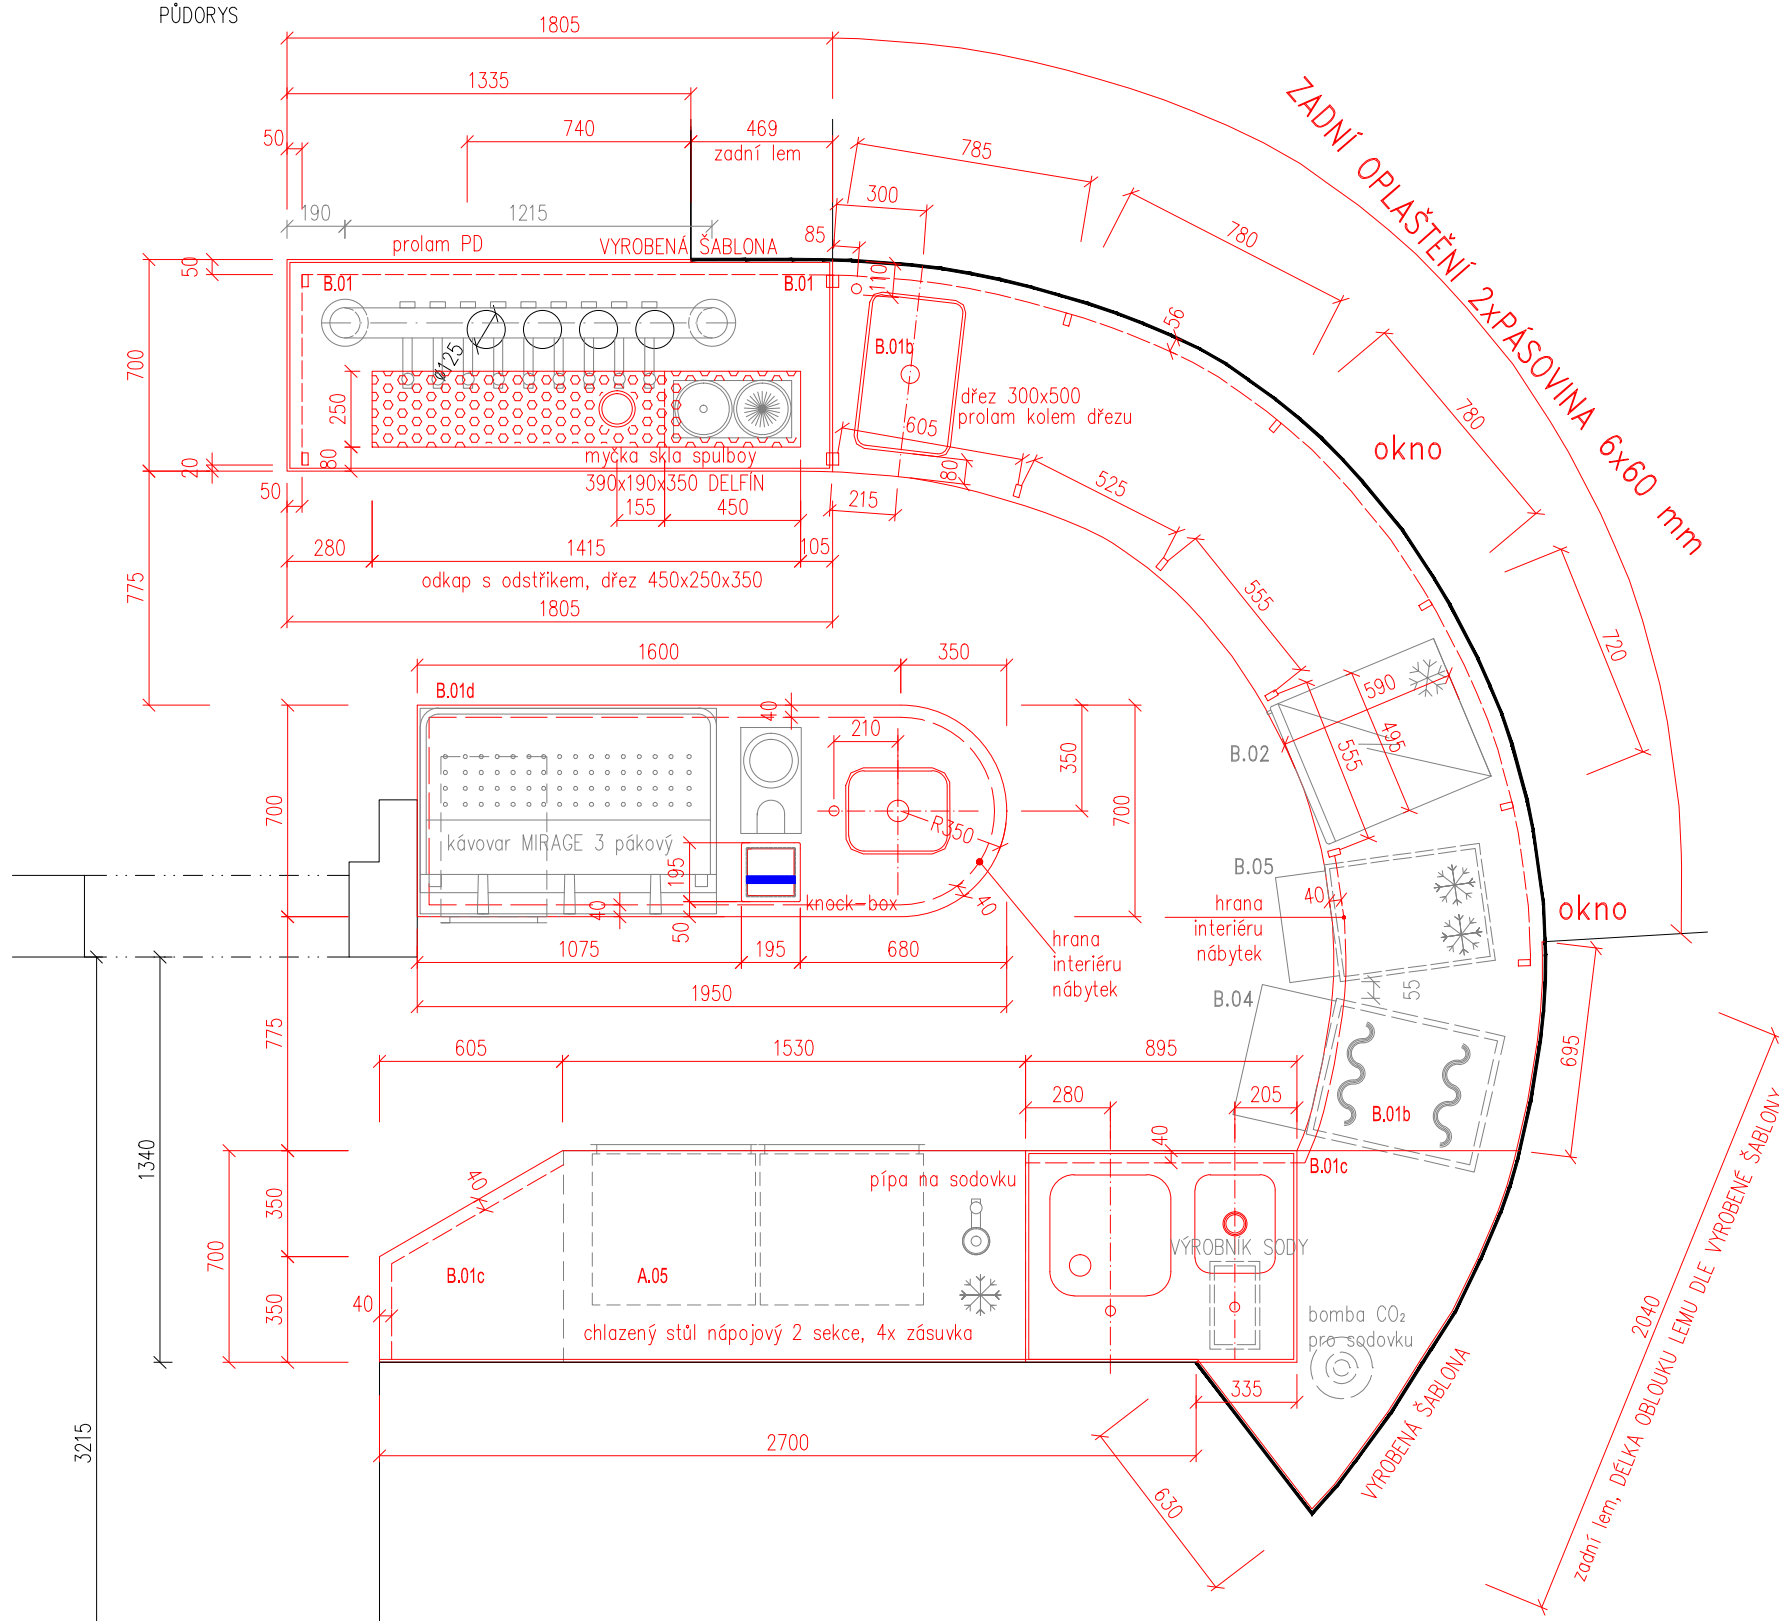 PŮDORYS
1805
1335
740
469
zadní lem
50
190
1215
prolam PD
VYROBENÁ ŠABLONA
785
300
85
110
780
ZADNÍ OPLAŠTĚNÍ 2xPÁSOVINA 6x60 mm
50
B.01
B.01
56
700
Ø125
B.01b
250
dřez 300x500
prolam kolem dřezu
605
780
okno
20
80
myčka skla spulboy
390x190x350 DELFÍN
80
525
50
155
450
215
280
1415
105
775
odkap s odstřikem, dřez 450x250x350
1805
555
720
1600
350
B.01d
40
210
350
590
495
555
B.02
700
700
kávovar MIRAGE 3 pákový
R350
195
B.05
40
50
knock-box
40
40
hrana
interiéru
nábytek
okno
hrana
interiéru
nábytek
1075
195
680
B.04
55
1950
775
605
1530
895
695
280
205
B.01b
1340
40
40
pípa na sodovku
B.01c
350
700
VÝROBNÍK SODY
B.01c
A.05
40
350
chlazený stůl nápojový 2 sekce, 4x zásuvka
bomba CO₂
pro sodovku
335
2700
3215
630
VYROBENÁ ŠABLONA
2040
zadní lem, DÉLKA OBLOUKU LEMU DLE VYROBENÉ ŠABLONY